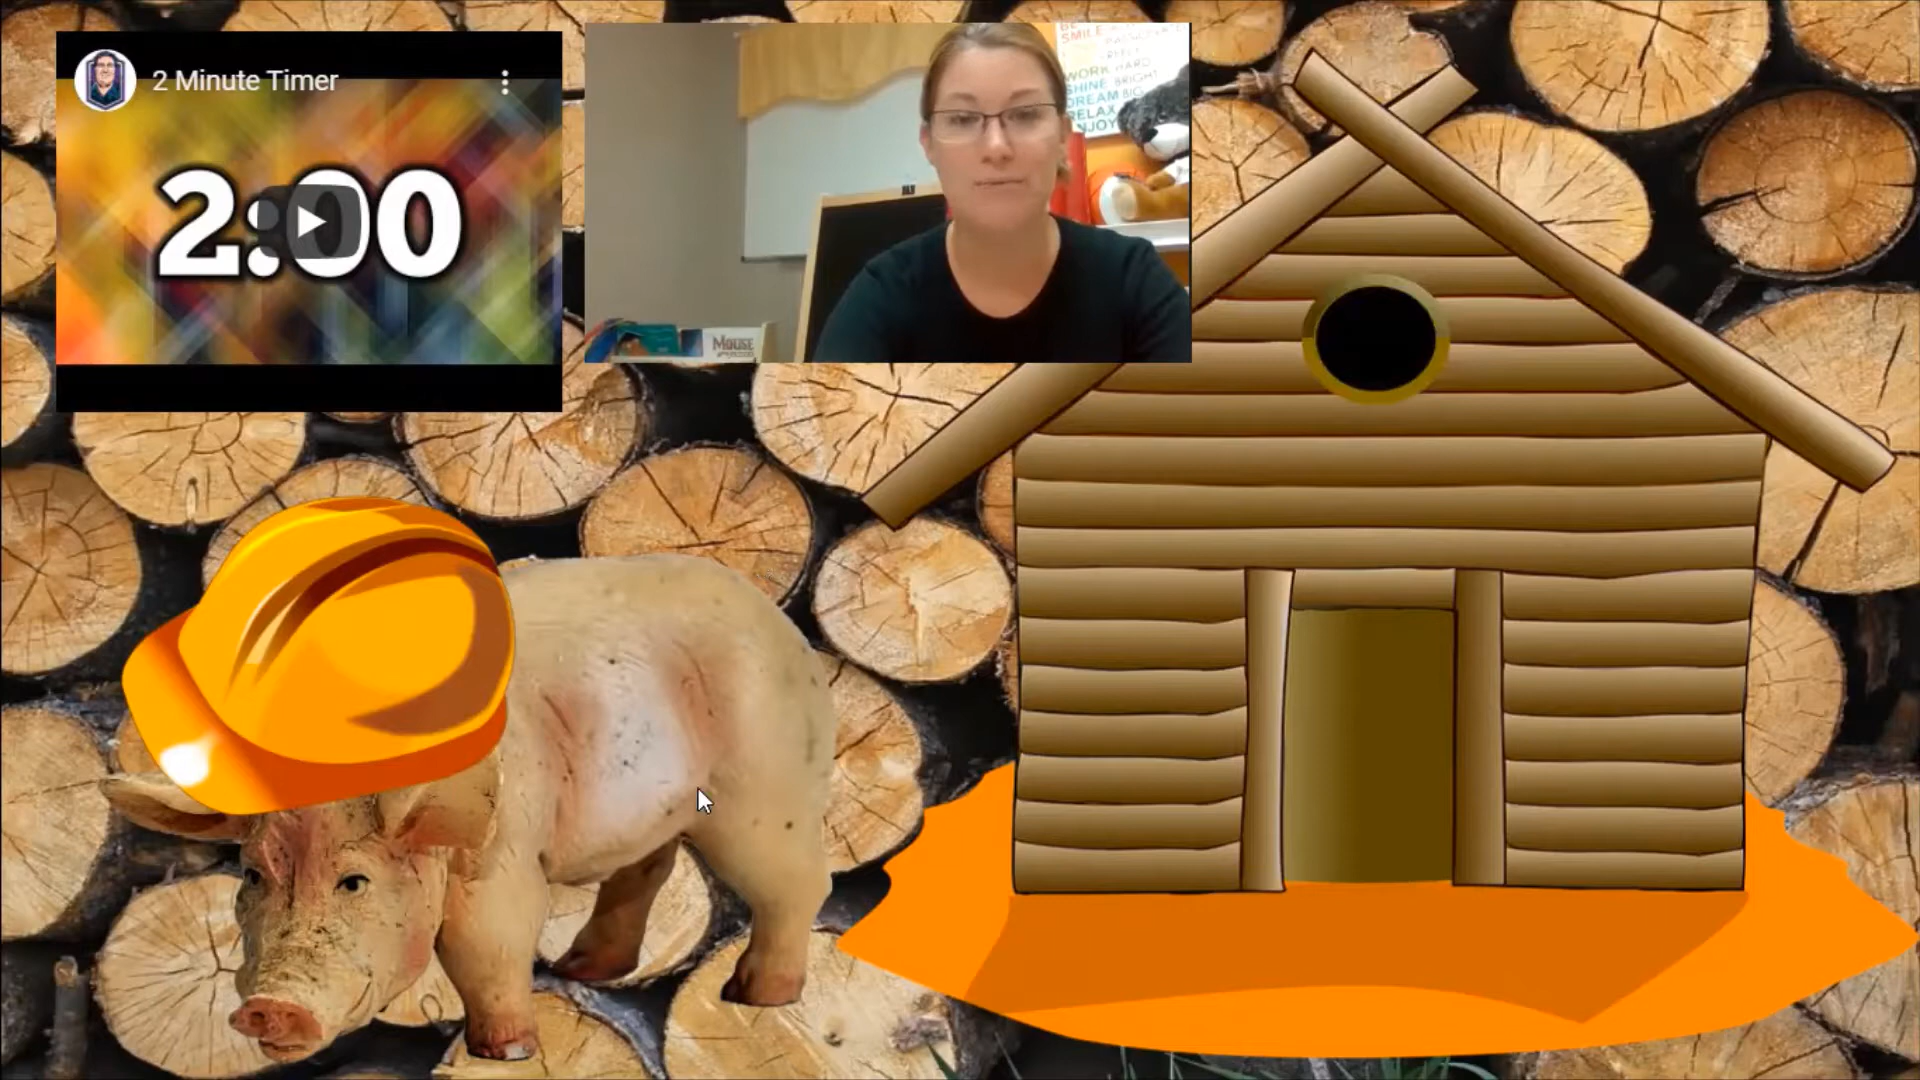 2 Minute Timer
2:00
SMILE
WORK HARD
SHINE BRIGHT
DREAM BIG
RELAX
ENJOY
MOUSE